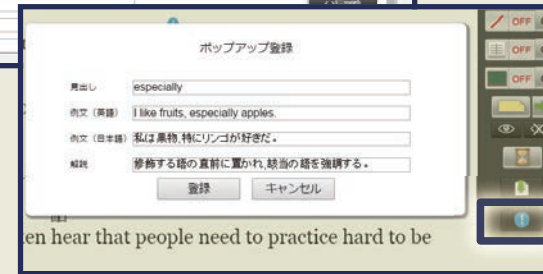 ポップアップ登録
OFF
見出し especially
OFF
例文（英語） I like fruits, especially apples.
OFF
例文（日本語） 私は果物,特にリンゴが好きだ。
解説 修飾する語の直前に置かれ,該当の語を強調する。
登録 キャンセル
en hear that people need to practice hard to be